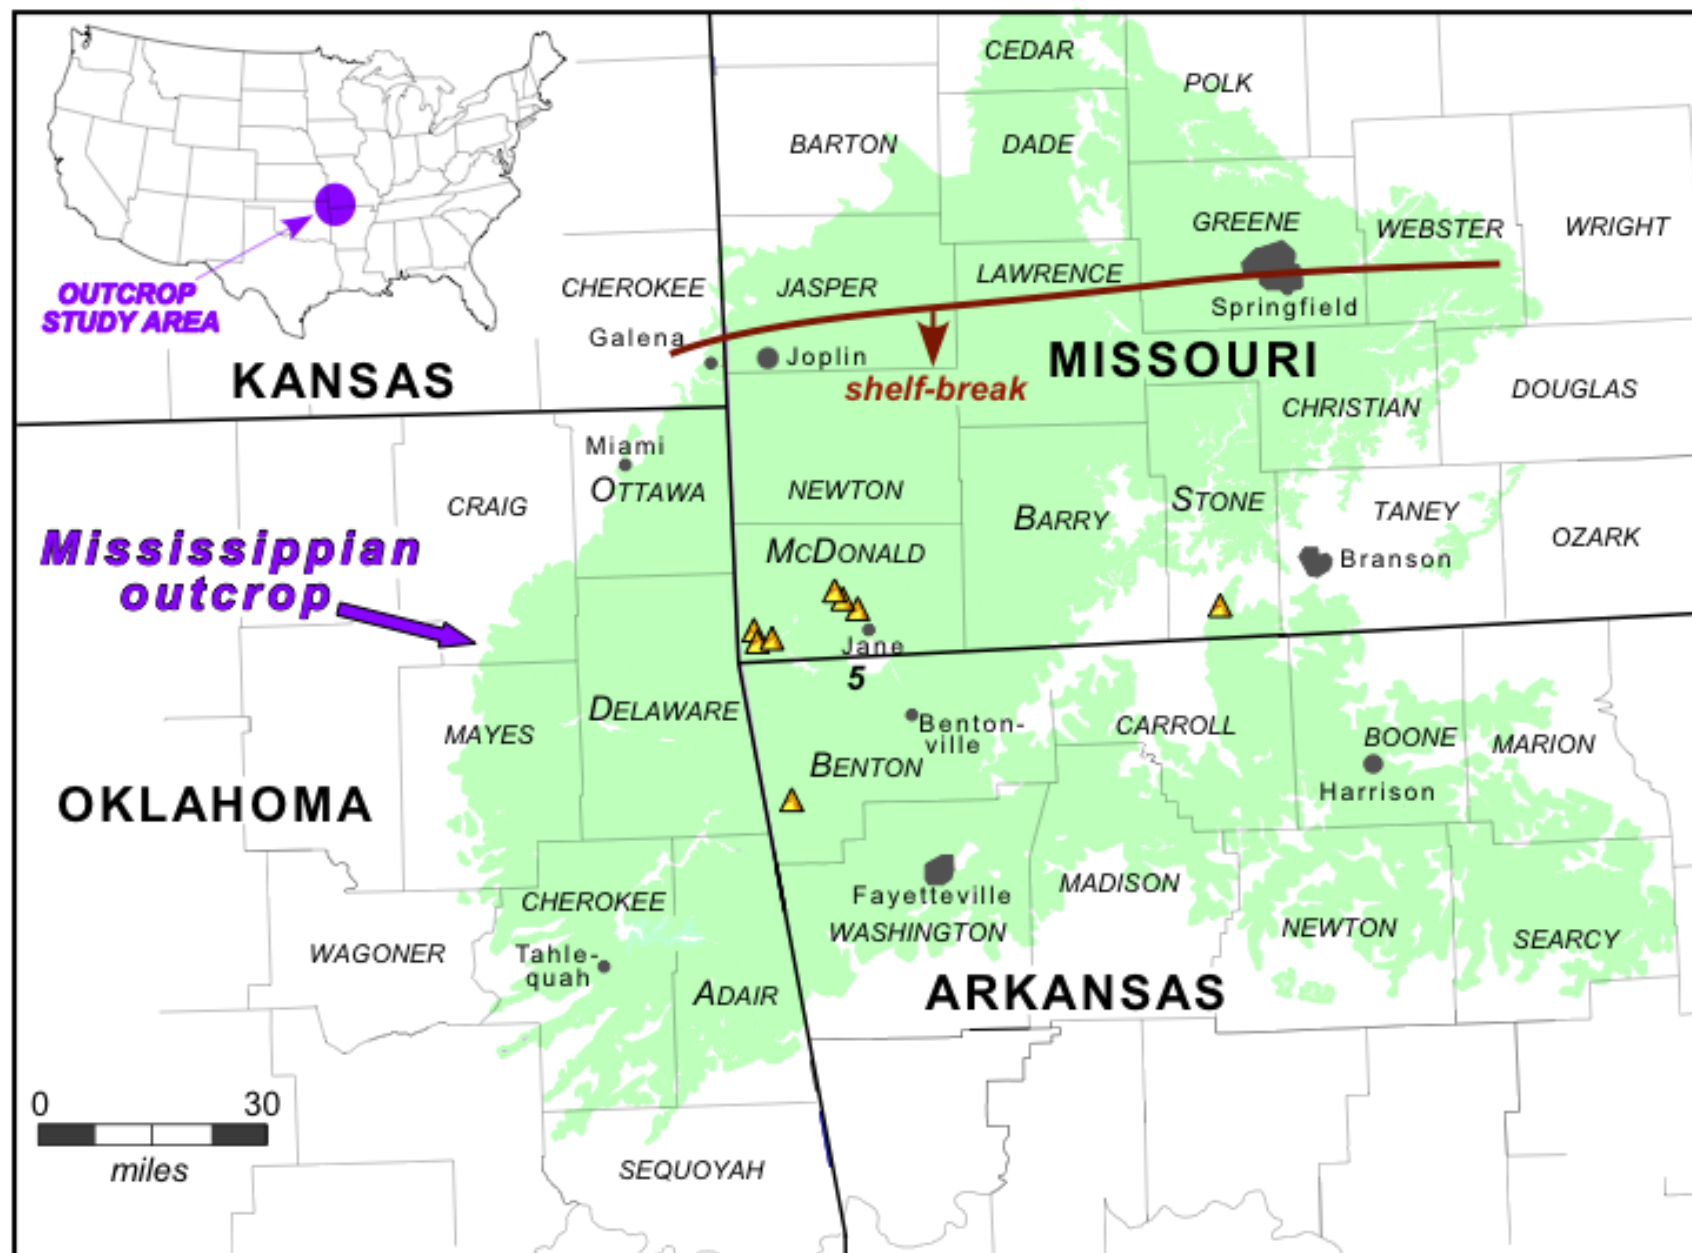 CEDAR
POLK
BARTON
DADE
GREENE
WEBSTER
WRIGHT
OUTCROP
STUDY AREA
CHEROKEE
JASPER
LAWRENCE
Springfield
Galena
Joplin
KANSAS
MISSOURI
shelf-break
DOUGLAS
CHRISTIAN
Miami
OTTAWA
CRAIG
NEWTON
BARRY
STONE
TANEY
OZARK
Mississippian
outcrop
MCDONALD
Branson
Jane
5
DELAWARE
MAYES
Benton-
ville
CARROLL
BOONE
MARION
BENTON
OKLAHOMA
Harrison
CHEROKEE
Fayetteville
MADISON
WASHINGTON
NEWTON
SEARCY
WAGONER
Tahle-
quah
ADAIR
ARKANSAS
0 30
miles
SEQUOYAH